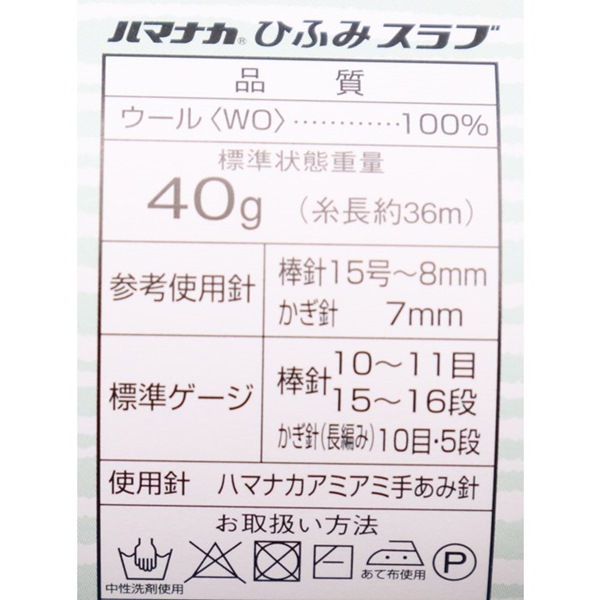 ハマナカ® ひふみスラブ
品 質
ウール〈WO〉…………100%
標準状態重量
40g (糸長約36m)
参考使用針
棒針15号〜8mm
かぎ針 7mm
標準ゲージ
棒針 10〜11目
15〜16段
かぎ針(長編み)10目・5段
使用針 ハマナカアミアミ手あみ針
お取扱い方法
P
中性洗剤使用
あて布使用